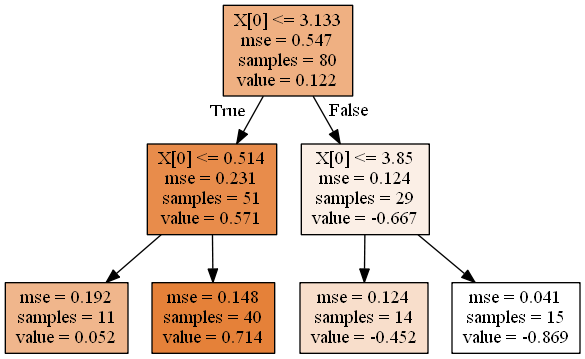 X[0] <= 3.133
mse = 0.547
samples = 80
value = 0.122
True
False
X[0] <= 0.514
mse = 0.231
samples = 51
value = 0.571
X[0] <= 3.85
mse = 0.124
samples = 29
value = -0.667
mse = 0.192
samples = 11
value = 0.052
mse = 0.148
samples = 40
value = 0.714
mse = 0.124
samples = 14
value = -0.452
mse = 0.041
samples = 15
value = -0.869